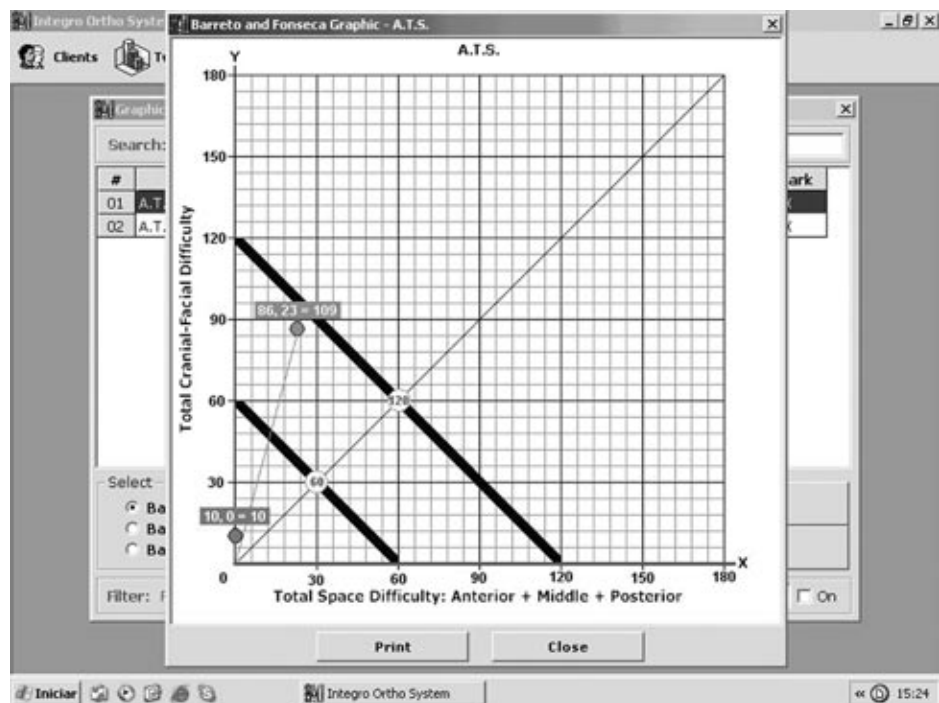 Integro Ortho Syste
Barreto and Fonseca Graphic - A.T.S.
Clients
A.T.S.
Y
180
150
120
90
60
30
0
Total Cranial-Facial Difficulty
86, 23 = 109
120
60
10, 0 = 10
30
60
90
120
150
180
X
Total Space Difficulty: Anterior + Middle + Posterior
Graphic
Search:
#
ark
01 A.T.
02 A.T.
Select
Ba
Ba
Ba
Filter:
On
Print
Close
Iniciar
Integro Ortho System
15:24